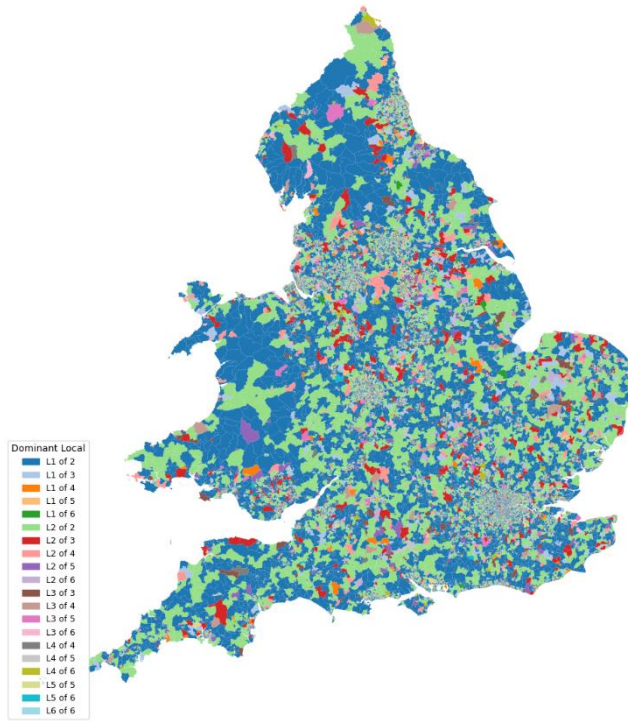 Dominant Local
L1 of 2
L1 of 3
L1 of 4
L1 of 5
L1 of 6
L2 of 2
L2 of 3
L2 of 4
L2 of 5
L2 of 6
L3 of 3
L3 of 4
L3 of 5
L3 of 6
L4 of 4
L4 of 5
L4 of 6
L5 of 5
L5 of 6
L6 of 6